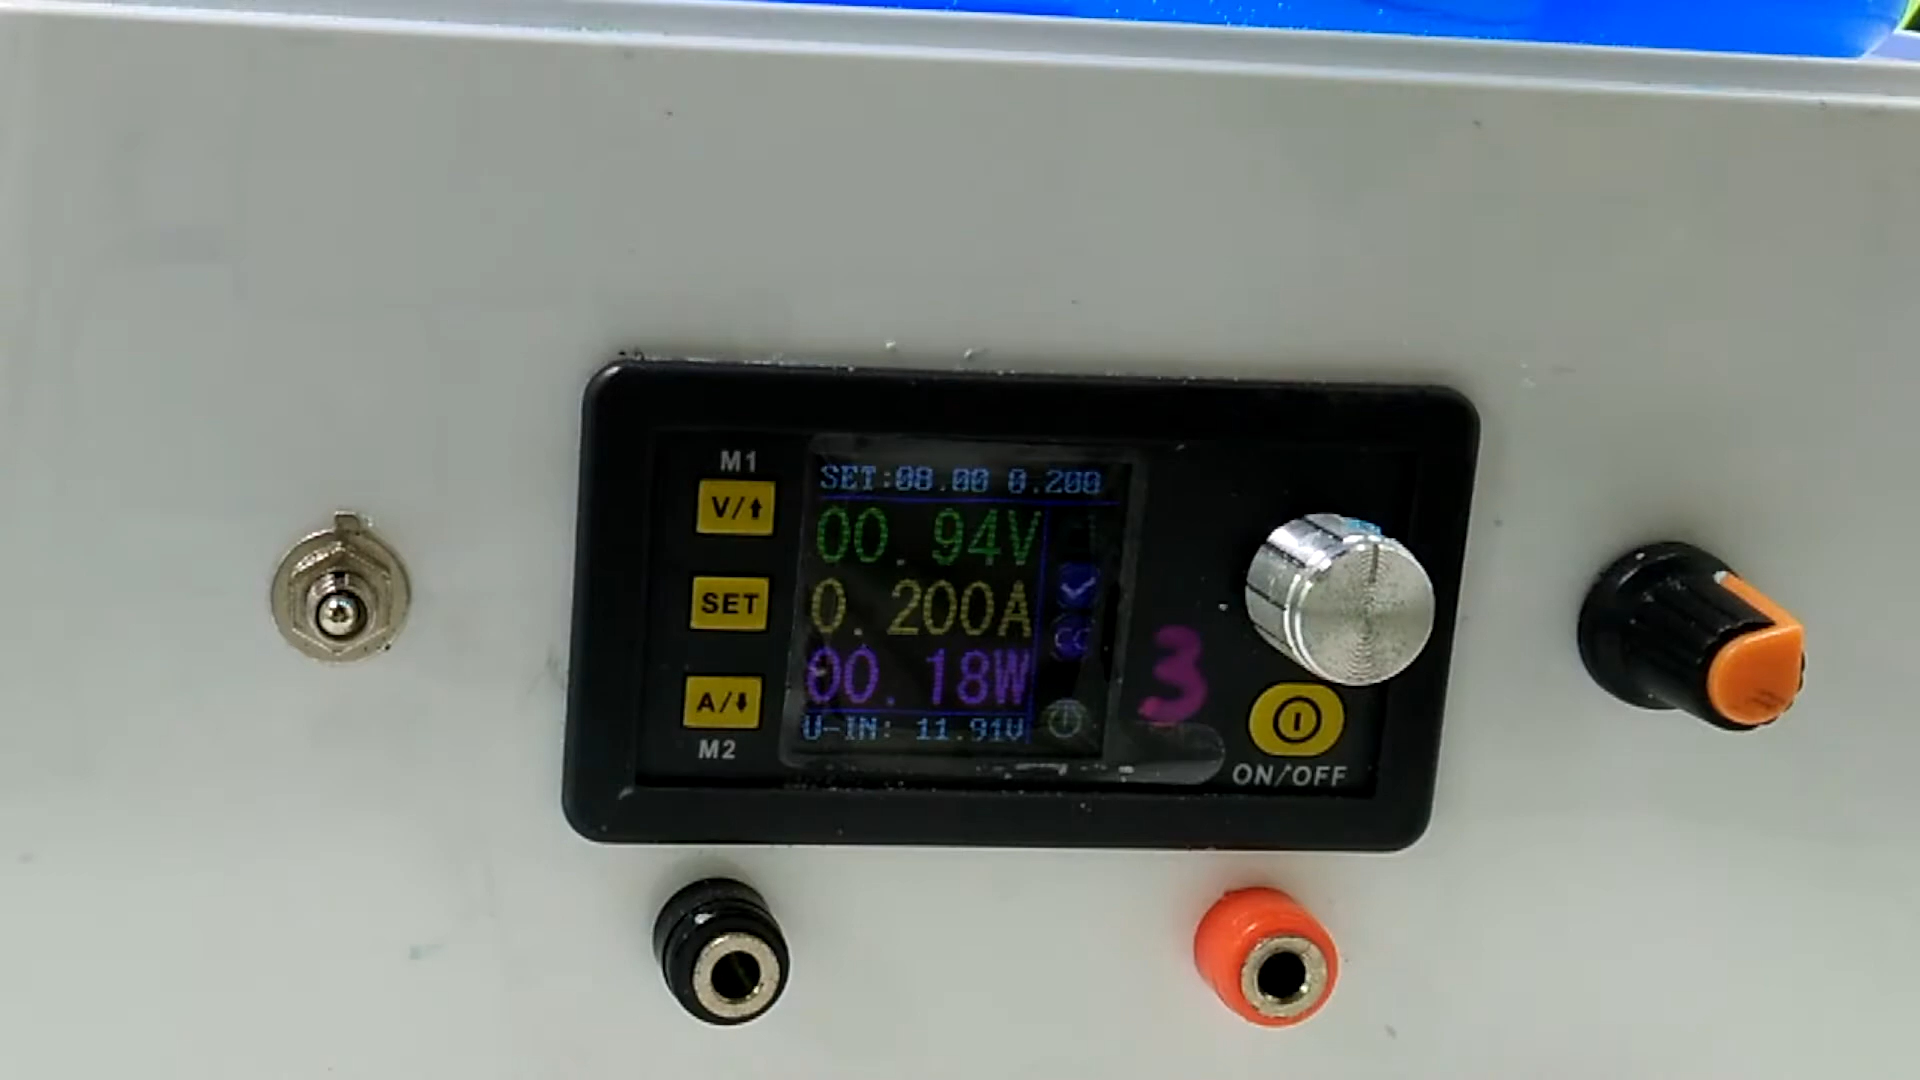 M1
V/⬆
SET
A/⬇
M2
SET:08.00 0.200
00.94V
0.200A
CC
00.18W
U-IN: 11.91V
3
ON/OFF